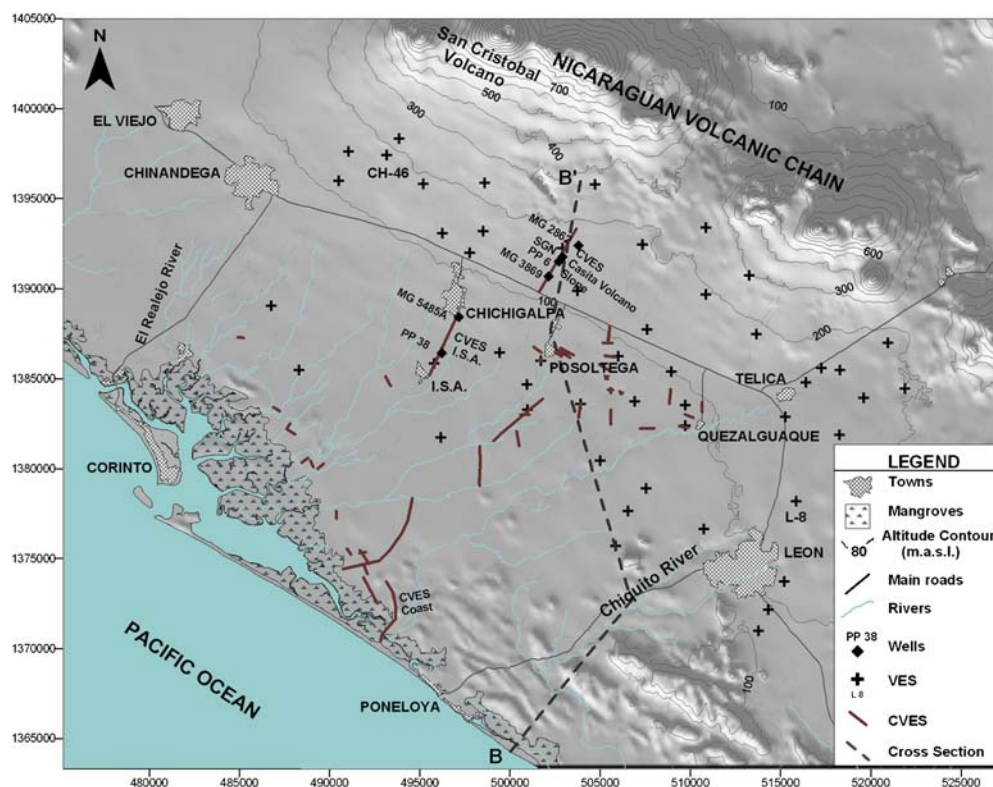 1405000
1400000
1395000
1390000
1385000
1380000
1375000
1370000
1365000
480000
485000
490000
495000
500000
505000
510000
515000
520000
525000
N
San Cristobal
Volcano
NICARAGUAN VOLCANIC CHAIN
700
500
300
400
100
EL VIEJO
CHINANDEGA
CH-46
B'
El Realejo River
MG 2862
SGN
PP 6
MG 3869
CVES
Casita Volcano
Slope
100
600
300
200
MG 5485A
CHICHIGALPA
PP 38
CVES
I.S.A.
I.S.A.
POSOLTEGA
TELICA
QUEZALGUAQUE
CORINTO
L-8
LEON
Chiquito River
CVES
Coast
100
PACIFIC OCEAN
PONELOYA
B
LEGEND
Towns
Mangroves
80
Altitude Contour
(m.a.s.l.)
Main roads
Rivers
PP 38
Wells
VES
L 8
CVES
Cross Section